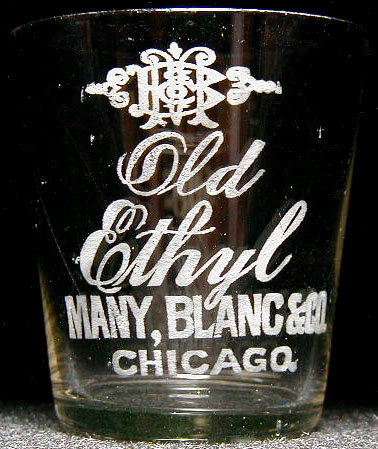 Old
Ethyl
MANY, BLANC & CO.
CHICAGO.